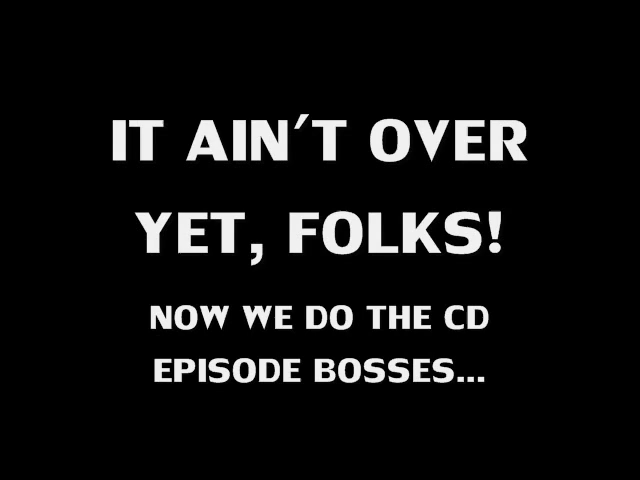 IT AIN'T OVER
YET, FOLKS!
NOW WE DO THE CD
EPISODE BOSSES...